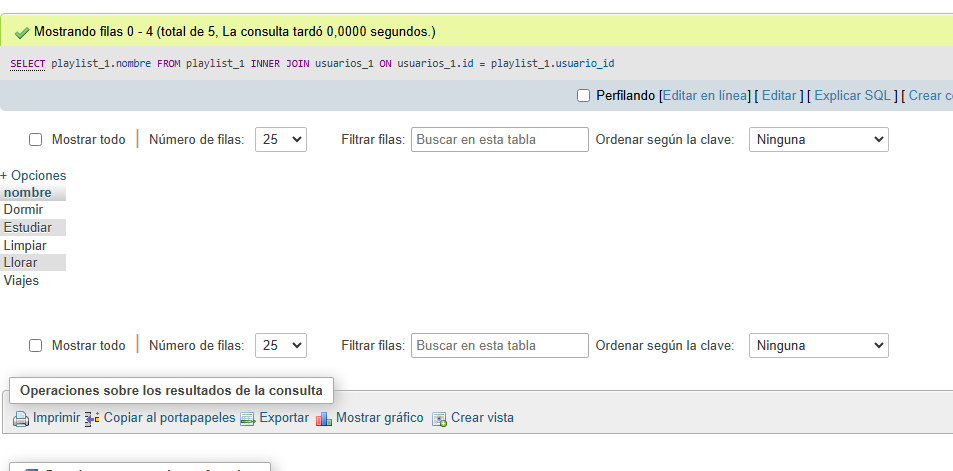 Mostrando filas 0 - 4 (total de 5, La consulta tardó 0,0000 segundos.)
SELECT playlist_1.nombre FROM playlist_1 INNER JOIN usuarios_1 ON usuarios_1.id = playlist_1.usuario_id
Perfilando [Editar en línea] [ Editar ] [ Explicar SQL ] [ Crear
Mostrar todo | Número de filas: 25 Filtrar filas: Buscar en esta tabla Ordenar según la clave: Ninguna
+ Opciones
nombre
Dormir
Estudiar
Limpiar
Llorar
Viajes
Mostrar todo | Número de filas: 25 Filtrar filas: Buscar en esta tabla Ordenar según la clave: Ninguna
Operaciones sobre los resultados de la consulta
Imprimir Copiar al portapapeles Exportar Mostrar gráfico Crear vista